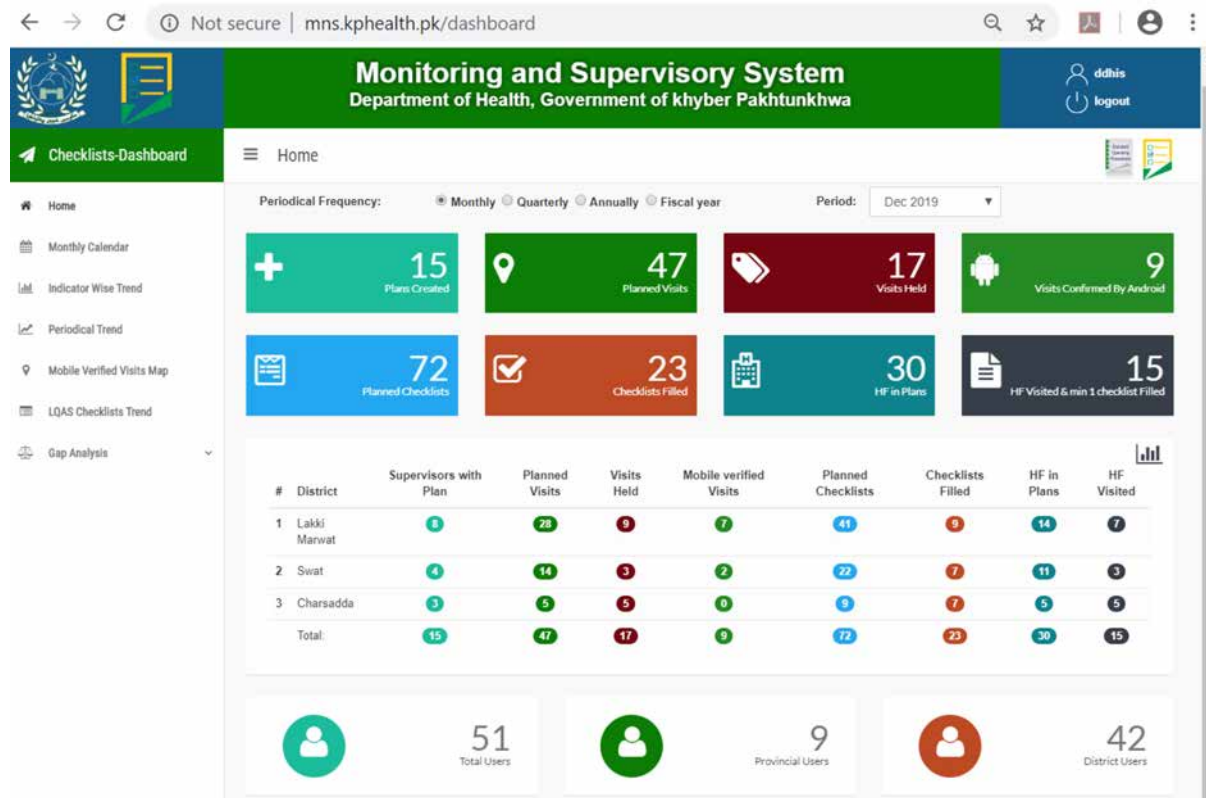 Not secure | mns.kphealth.pk/dashboard
Monitoring and Supervisory System
Department of Health, Government of khyber Pakhtunkhwa
ddhis
logout
Checklists-Dashboard
Home
Home
Monthly Calendar
Indicator Wise Trend
Periodical Trend
Mobile Verified Visits Map
LQAS Checklists Trend
Gap Analysis
Periodical Frequency: Monthly Quarterly Annually Fiscal year Period: Dec 2019
15
Plans Created
47
Planned Visits
17
Visits Held
9
Visits Confirmed By Android
72
Planned Checklists
23
Checklists Filled
30
HF in Plans
15
HF Visited & min 1 checklist Filled
# District Supervisors with Plan Planned Visits Visits Held Mobile verified Visits Planned Checklists Checklists Filled HF in Plans HF Visited
1 Lakki Marwat 8 28 9 7 41 9 14 7
2 Swat 4 14 3 2 22 7 11 3
3 Charsadda 3 5 5 0 9 7 5 5
Total: 15 47 17 9 72 23 30 15
51
Total Users
9
Provincial Users
42
District Users